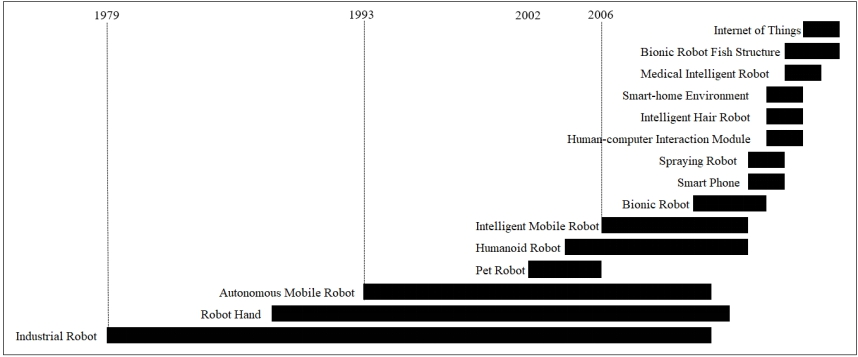 1979 1993 2002 2006
Internet of Things
Bionic Robot Fish Structure
Medical Intelligent Robot
Smart-home Environment
Intelligent Hair Robot
Human-computer Interaction Module
Spraying Robot
Smart Phone
Bionic Robot
Intelligent Mobile Robot
Humanoid Robot
Pet Robot
Autonomous Mobile Robot
Robot Hand
Industrial Robot